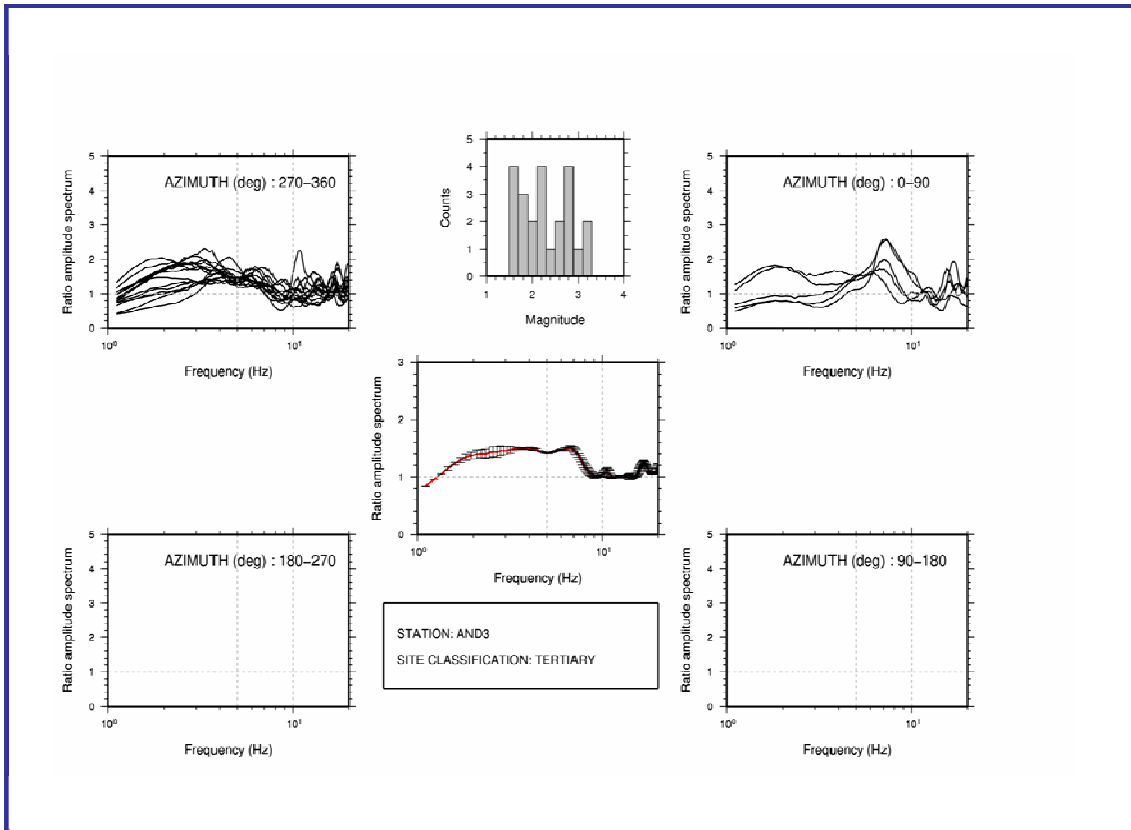 AZIMUTH (deg) : 270–360
Ratio amplitude spectrum
5
4
3
2
1
0
10⁰
10¹
Frequency (Hz)
Counts
5
4
3
2
1
0
1
2
3
4
Magnitude
AZIMUTH (deg) : 0–90
Ratio amplitude spectrum
5
4
3
2
1
0
10⁰
10¹
Frequency (Hz)
Ratio amplitude spectrum
3
2
1
0
10⁰
10¹
Frequency (Hz)
AZIMUTH (deg) : 180–270
Ratio amplitude spectrum
5
4
3
2
1
0
10⁰
10¹
Frequency (Hz)
STATION: AND3
SITE CLASSIFICATION: TERTIARY
AZIMUTH (deg) : 90–180
Ratio amplitude spectrum
5
4
3
2
1
0
10⁰
10¹
Frequency (Hz)